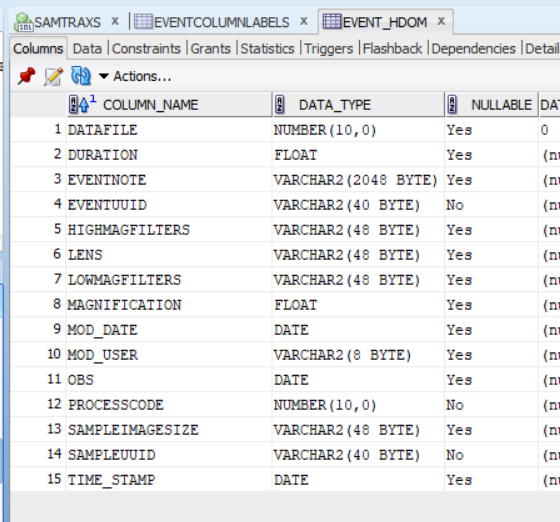 SAMTRAXS x EVENTCOLUMNLABELS x EVENT_HDOM x
Columns Data Constraints Grants Statistics Triggers Flashback Dependencies Detail
Actions...
COLUMN_NAME DATA_TYPE NULLABLE DA
1 DATAFILE NUMBER(10,0) Yes 0
2 DURATION FLOAT Yes (nu
3 EVENTNOTE VARCHAR2(2048 BYTE) Yes (nu
4 EVENTUUID VARCHAR2(40 BYTE) No (nu
5 HIGHMAGFILTERS VARCHAR2(48 BYTE) Yes (nu
6 LENS VARCHAR2(48 BYTE) Yes (nu
7 LOWMAGFILTERS VARCHAR2(48 BYTE) Yes (nu
8 MAGNIFICATION FLOAT Yes (nu
9 MOD_DATE DATE Yes (nu
10 MOD_USER VARCHAR2(8 BYTE) Yes (nu
11 OBS DATE Yes (nu
12 PROCESSCODE NUMBER(10,0) No (nu
13 SAMPLEIMAGESIZE VARCHAR2(48 BYTE) Yes (nu
14 SAMPLEUUID VARCHAR2(40 BYTE) No (nu
15 TIME_STAMP DATE Yes (nu